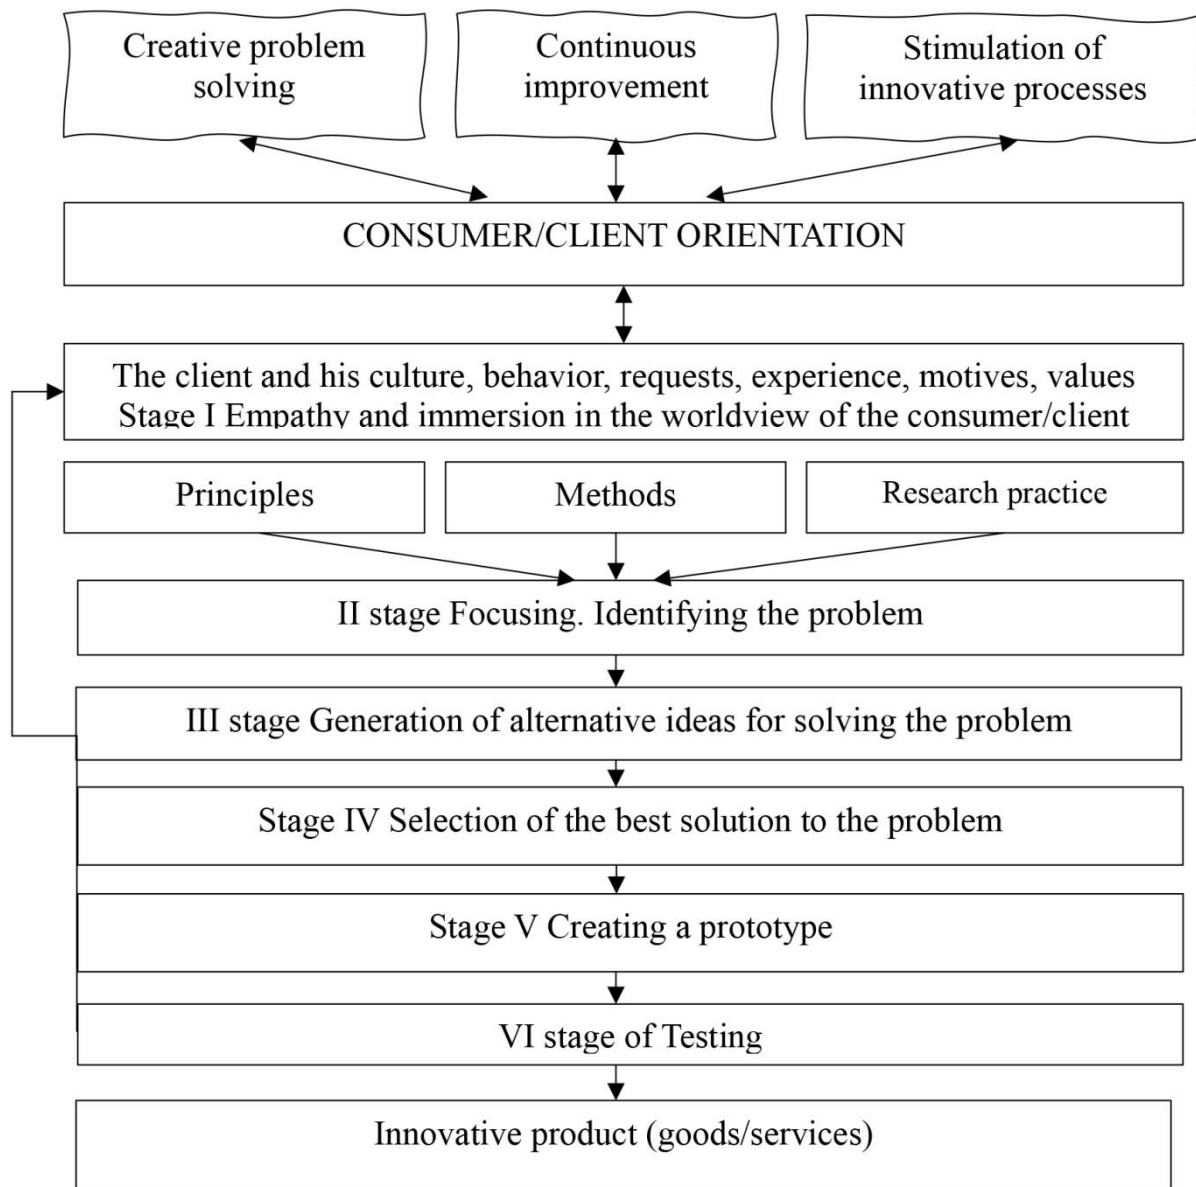 Creative problem
solving
Continuous
improvement
Stimulation of
innovative processes
CONSUMER/CLIENT ORIENTATION
The client and his culture, behavior, requests, experience, motives, values
Stage I Empathy and immersion in the worldview of the consumer/client
Principles
Methods
Research practice
II stage Focusing. Identifying the problem
III stage Generation of alternative ideas for solving the problem
Stage IV Selection of the best solution to the problem
Stage V Creating a prototype
VI stage of Testing
Innovative product (goods/services)